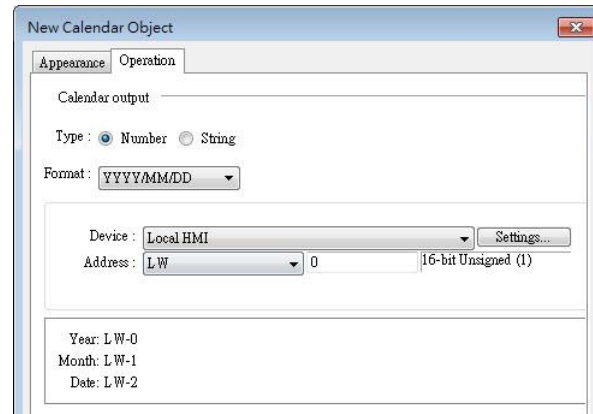 New Calendar Object
Appearance Operation
Calendar output
Type : Number String
Format : YYYY/MM/DD
Device : Local HMI Settings...
Address : LW 0 16-bit Unsigned (1)
Year: LW-0
Month: LW-1
Date: LW-2